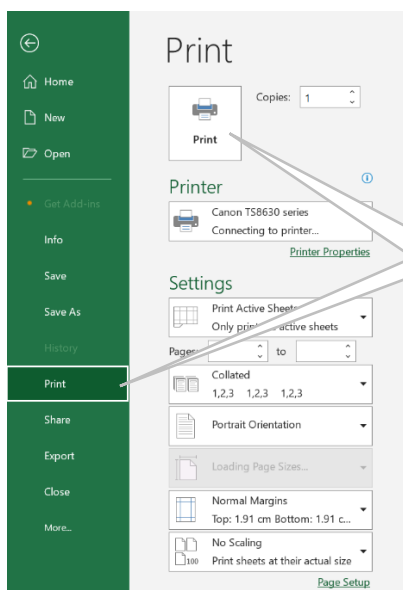 Home
New
Open
Get Add-ins
Info
Save
Save As
History
Print
Share
Export
Close
More...
Print
Print
Copies: 1
Printer
Canon TS8630 series
Connecting to printer...
Printer Properties
Settings
Print Active Sheets
Only print active sheets
Pages: to
Collated
1,2,3 1,2,3 1,2,3
Portrait Orientation
Loading Page Sizes...
Normal Margins
Top: 1.91 cm Bottom: 1.91 c...
No Scaling
100 Print sheets at their actual size
Page Setup